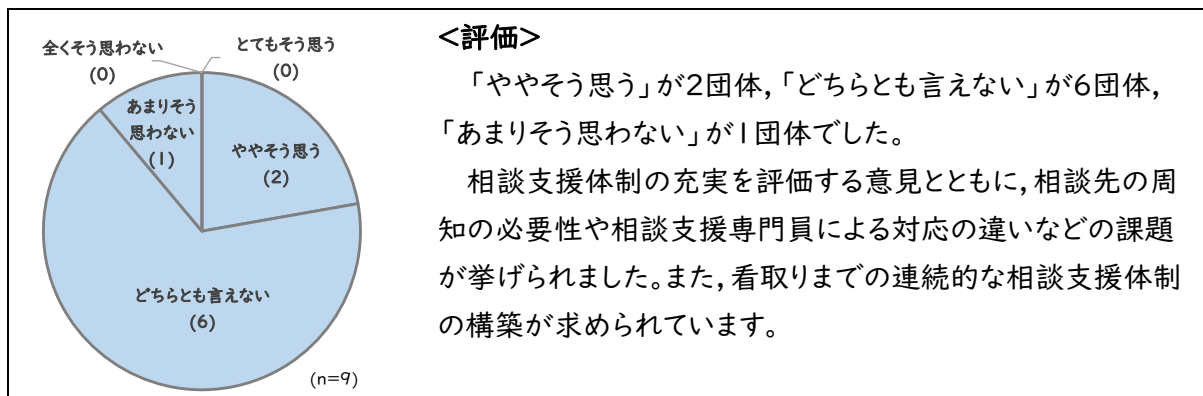 全くそう思わない
(0)
とてもそう思う
(0)
あまりそう
思わない
(1)
ややそう思う
(2)
どちらとも言えない
(6)
(n=9)
<評価>
「ややそう思う」が2団体,「どちらとも言えない」が6団体,
「あまりそう思わない」が1団体でした。
相談支援体制の充実を評価する意見とともに,相談先の周
知の必要性や相談支援専門員による対応の違いなどの課題
が挙げられました。また,看取りまでの連続的な相談支援体制
の構築が求められています。